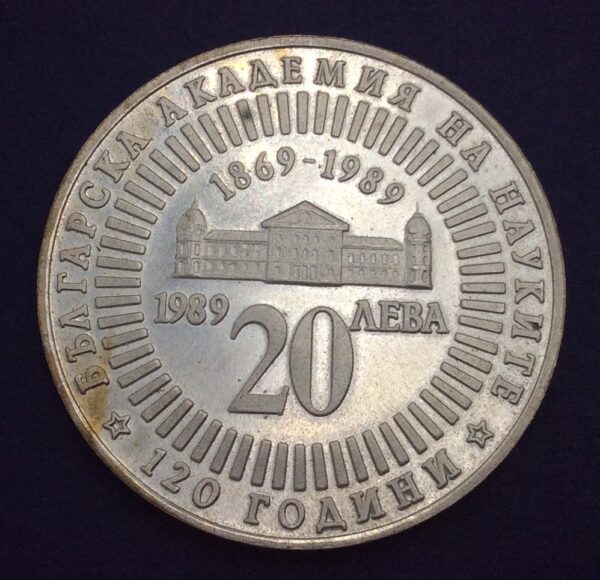 БЪЛГАРСКА АКАДЕМИЯ НА НАУКИТЕ
1869-1989
1989 20 ЛЕВА
120 ГОДИНИ